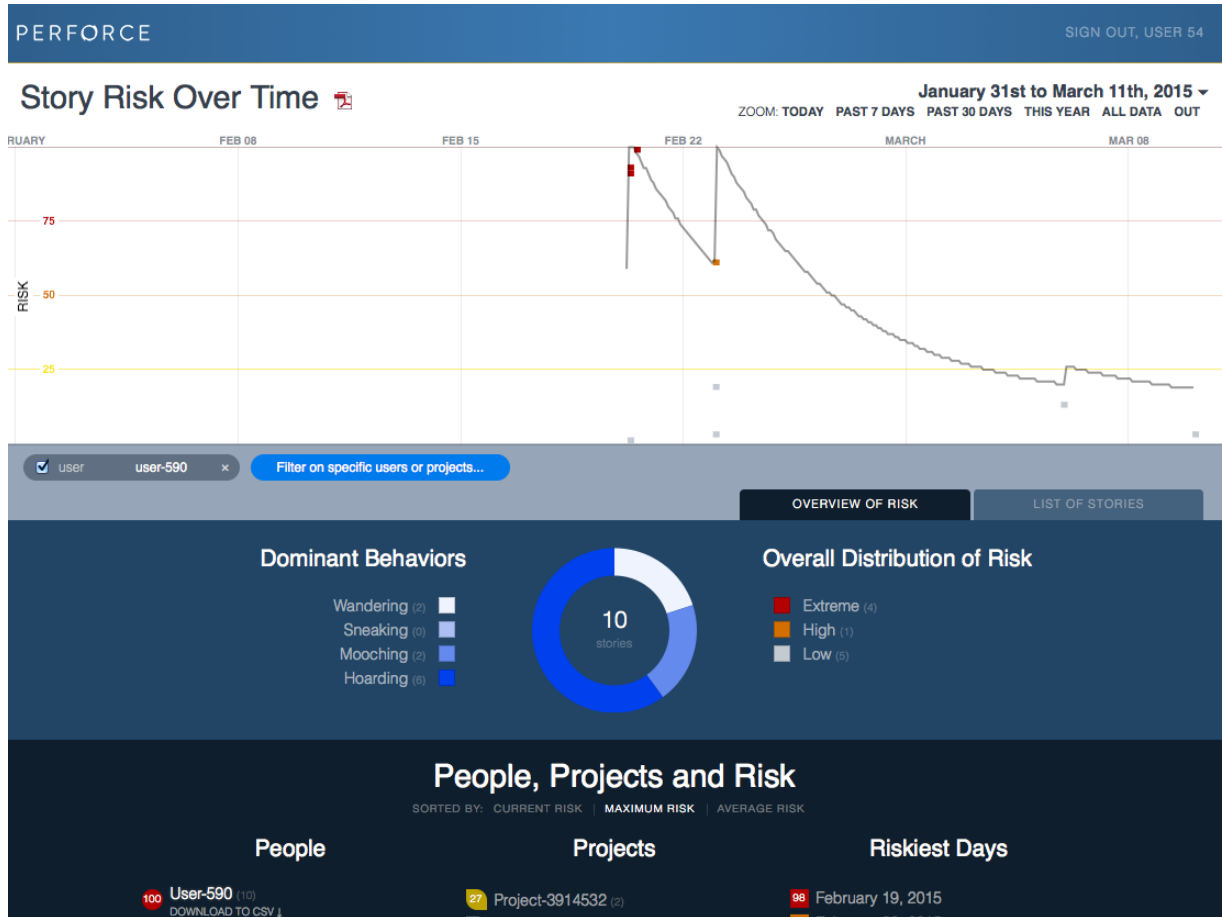 PERFORCE
SIGN OUT, USER 54
Story Risk Over Time
January 31st to March 11th, 2015
ZOOM: TODAY PAST 7 DAYS PAST 30 DAYS THIS YEAR ALL DATA OUT
RUARY FEB 08 FEB 15 FEB 22 MARCH MAR 08
75
50
RISK
25
user user-590 ×
Filter on specific users or projects...
OVERVIEW OF RISK LIST OF STORIES
Dominant Behaviors
Wandering (2)
Sneaking (0)
Mooching (2)
Hoarding (6)
10
stories
Overall Distribution of Risk
Extreme (4)
High (1)
Low (5)
People, Projects and Risk
SORTED BY: CURRENT RISK | MAXIMUM RISK | AVERAGE RISK
People
100 User-590 (10)
DOWNLOAD TO CSV ↓
Projects
27 Project-3914532 (2)
Riskiest Days
98 February 19, 2015